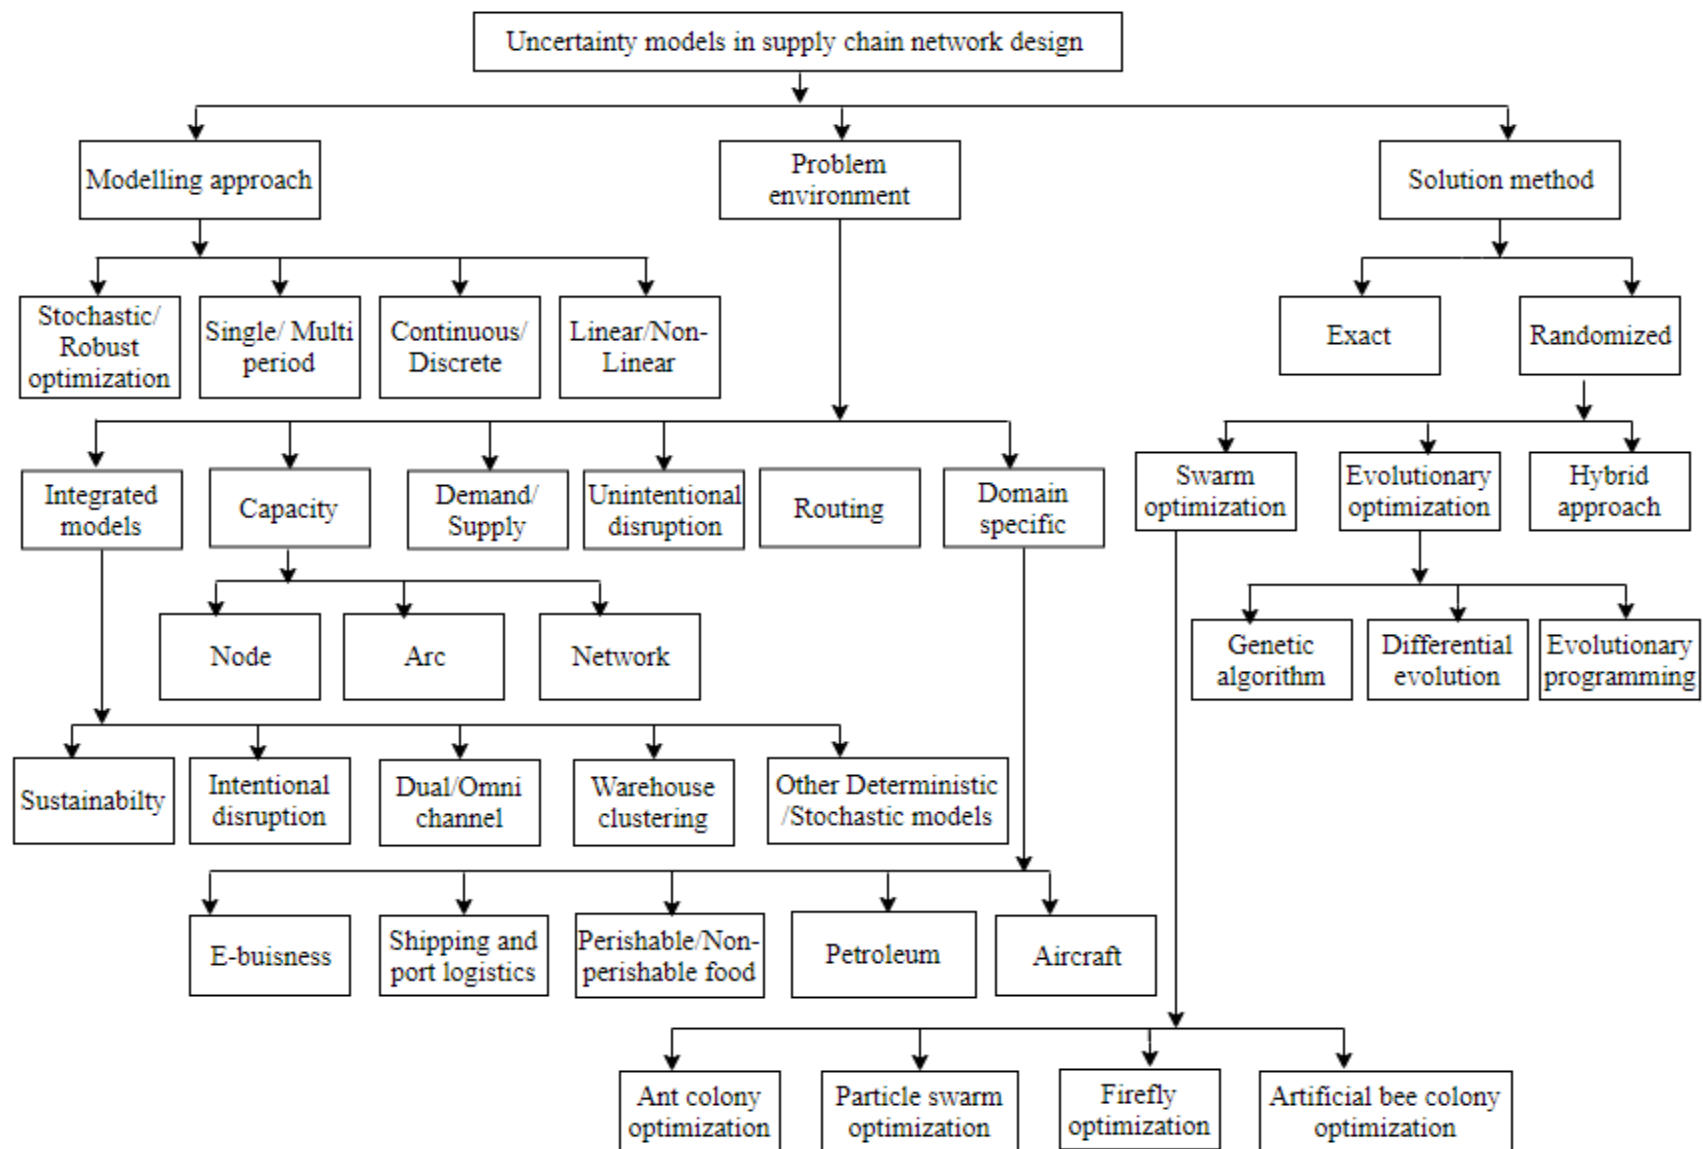 Uncertainty models in supply chain network design
Modelling approach
Problem
environment
Solution method
Stochastic/
Robust
optimization
Single/ Multi
period
Continuous/
Discrete
Linear/Non-
Linear
Exact
Randomized
Integrated
models
Capacity
Demand/
Supply
Unintentional
disruption
Routing
Domain
specific
Swarm
optimization
Evolutionary
optimization
Hybrid
approach
Node
Arc
Network
Genetic
algorithm
Differential
evolution
Evolutionary
programming
Sustainabilty
Intentional
disruption
Dual/Omni
channel
Warehouse
clustering
Other Deterministic
/Stochastic models
E-buisness
Shipping and
port logistics
Perishable/Non-
perishable food
Petroleum
Aircraft
Ant colony
optimization
Particle swarm
optimization
Firefly
optimization
Artificial bee colony
optimization